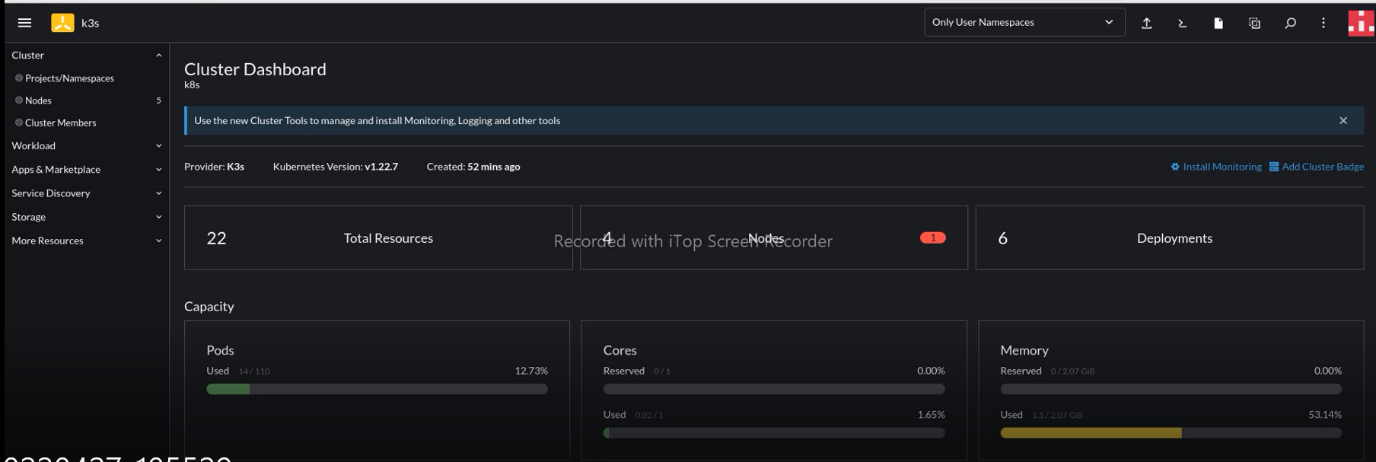 k3s
Only User Namespaces
Cluster
Projects/Namespaces
Nodes 5
Cluster Members
Workload
Apps & Marketplace
Service Discovery
Storage
More Resources
Cluster Dashboard
k8s
Use the new Cluster Tools to manage and install Monitoring, Logging and other tools
Provider: K3s Kubernetes Version: v1.22.7 Created: 52 mins ago Install Monitoring Add Cluster Badge
22 Total Resources
4 Nodes 1
6 Deployments
Recorded with iTop Screen Recorder
Capacity
Pods
Used 14/110 12.73%
Cores
Reserved 0/1 0.00%
Used 0.02/1 1.65%
Memory
Reserved 0/2.07 GiB 0.00%
Used 1.1/2.07 GiB 53.14%